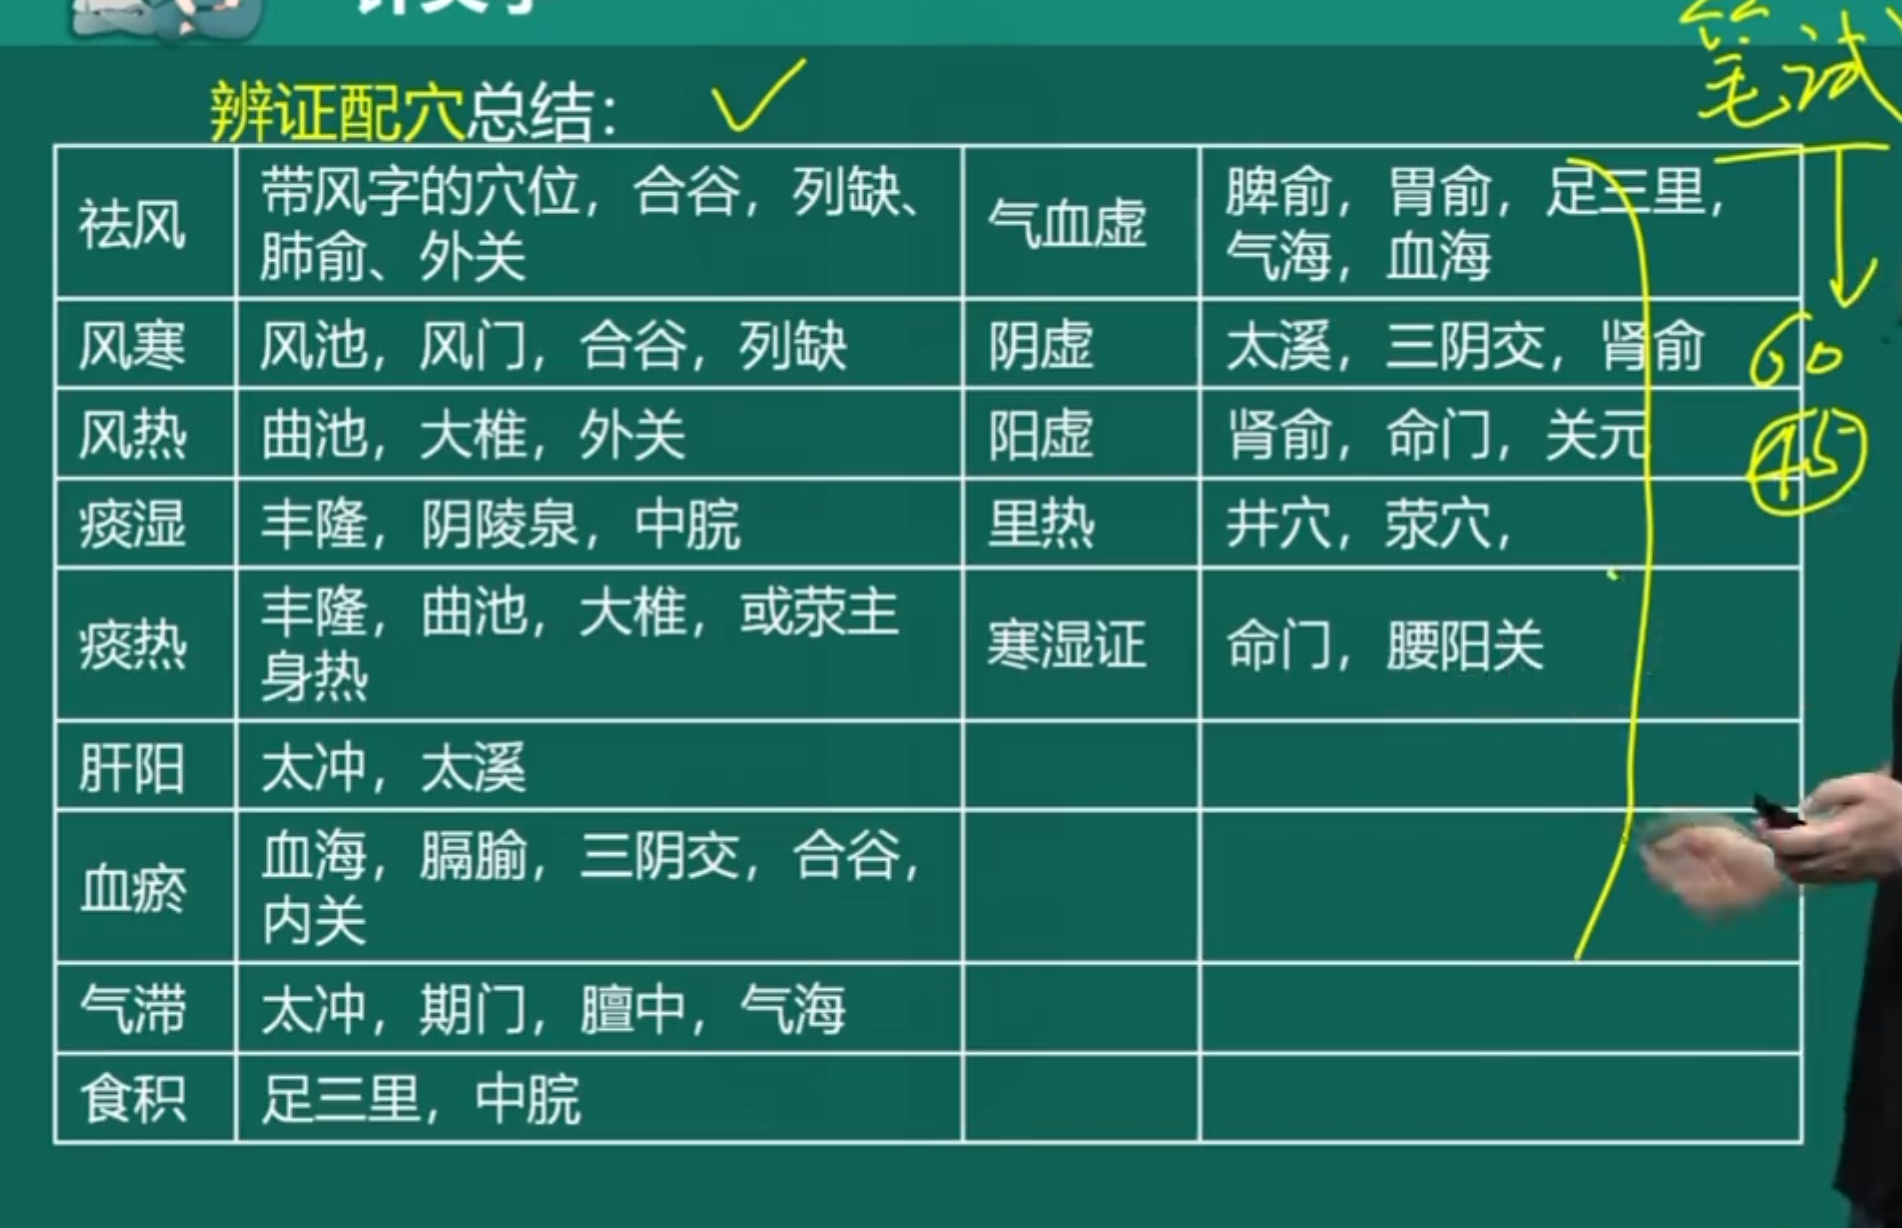 辨证配穴总结：
笔试
祛风
带风字的穴位，合谷，列缺、
肺俞、外关
气血虚
脾俞，胃俞，足三里，
气海，血海
风寒
风池，风门，合谷，列缺
阴虚
太溪，三阴交，肾俞
60
风热
曲池，大椎，外关
阳虚
肾俞，命门，关元
45
痰湿
丰隆，阴陵泉，中脘
里热
井穴，荥穴，
痰热
丰隆，曲池，大椎，或荥主
身热
寒湿证
命门，腰阳关
肝阳
太冲，太溪
血瘀
血海，膈腧，三阴交，合谷，
内关
气滞
太冲，期门，膻中，气海
食积
足三里，中脘